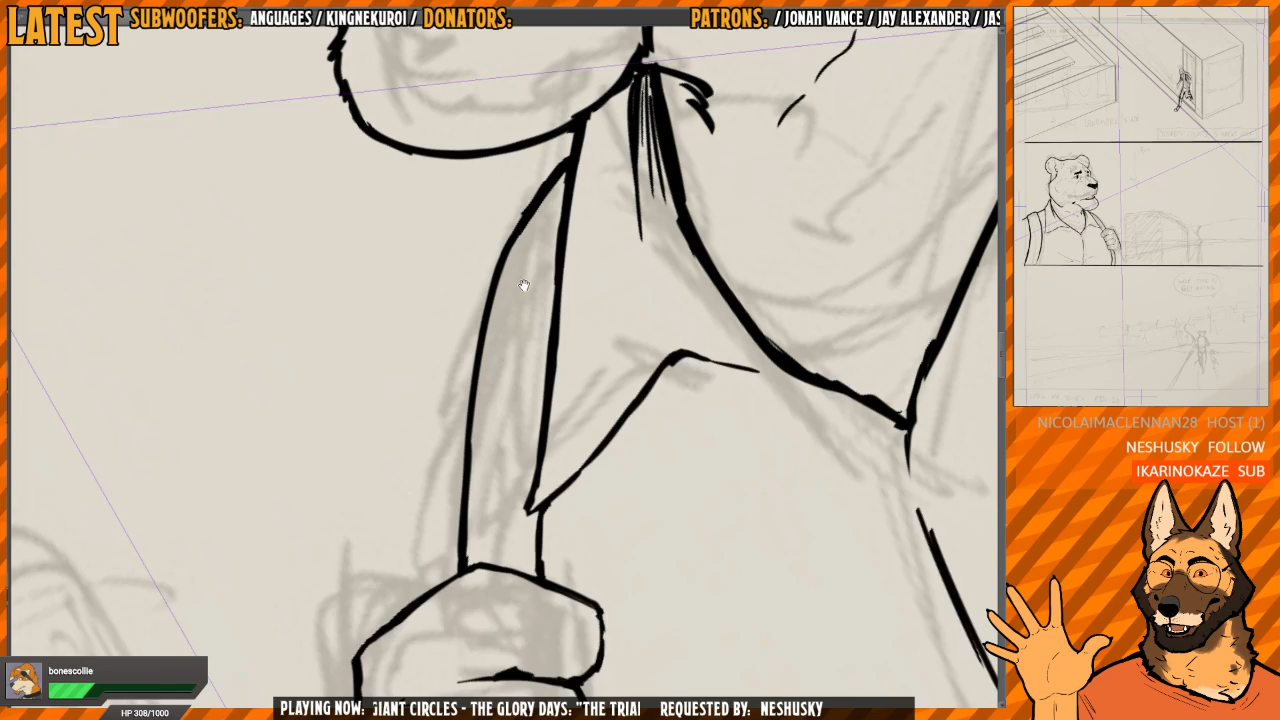 LATEST SUBWOOFERS: ANGUAGES / KINGNEKUROI / DONATORS: PATRONS: / JONAH VANCE / JAY ALEXANDER / JAS
NICOLAIMACLENNAN28 HOST (1)
NESHUSKY FOLLOW
IKARINOKAZE SUB
bonescollie
HP 308/1000
PLAYING NOW: GIANT CIRCLES - THE GLORY DAYS: "THE TRIAL REQUESTED BY: NESHUSKY